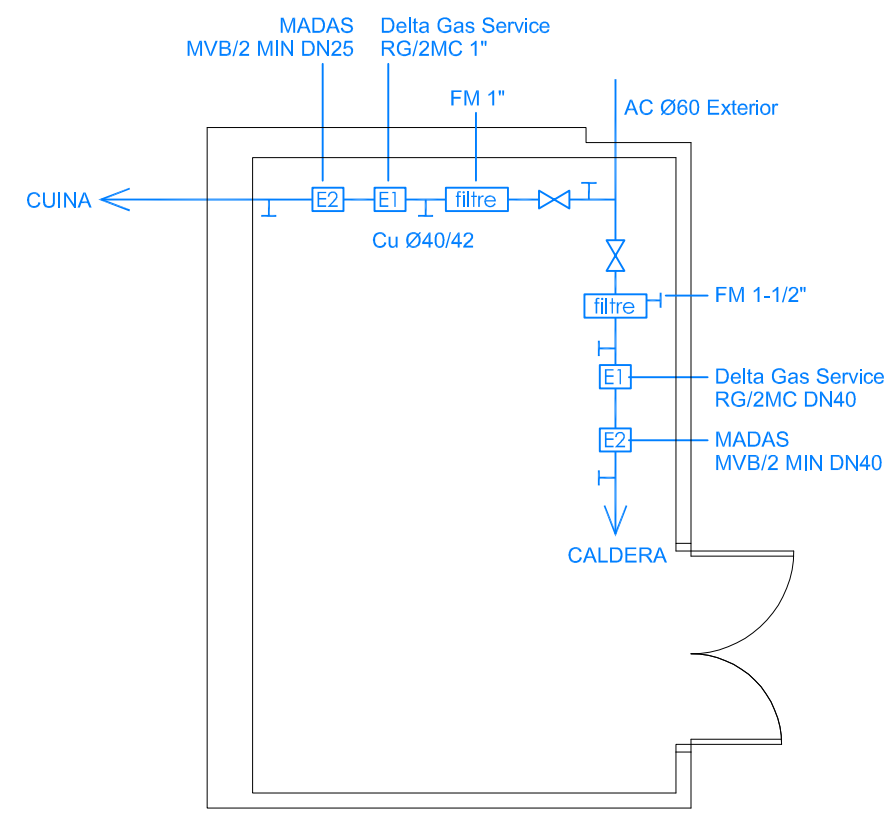 MADAS
MVB/2 MIN DN25
Delta Gas Service
RG/2MC 1"
FM 1"
AC Ø60 Exterior
CUINA
E2
E1
filtre
Cu Ø40/42
filtre
FM 1-1/2"
E1
Delta Gas Service
RG/2MC DN40
E2
MADAS
MVB/2 MIN DN40
CALDERA